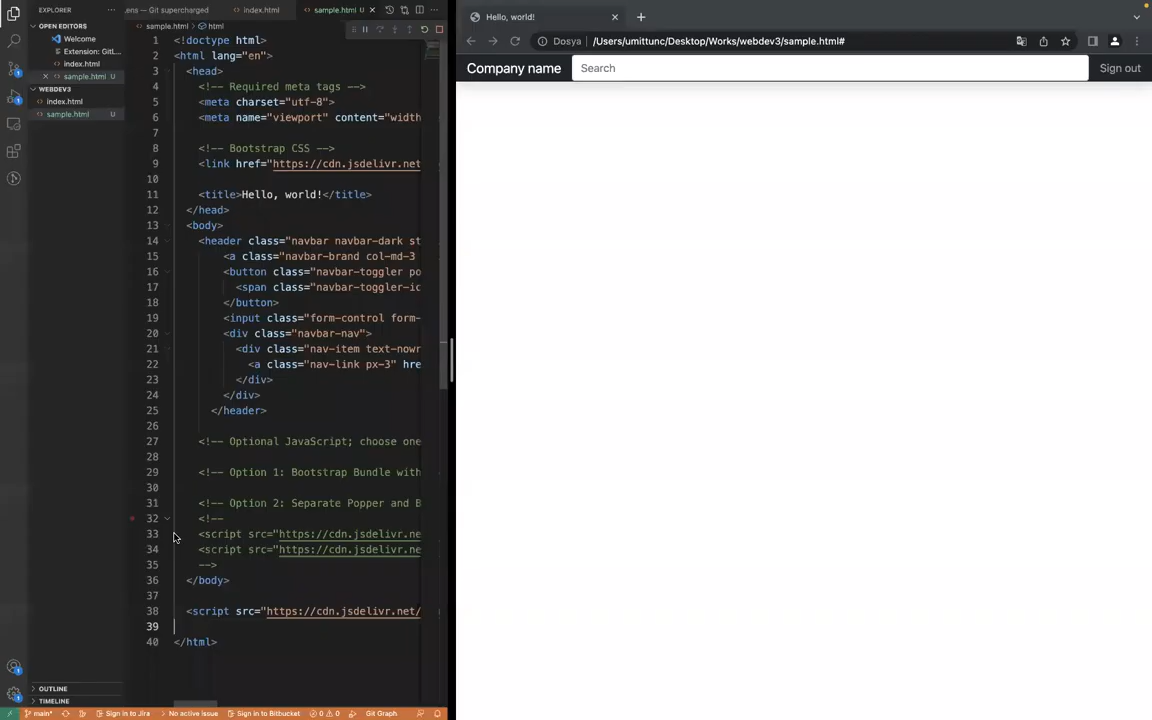 EXPLORER
OPEN EDITORS
Welcome
Extension: GitL...
index.html
sample.html U
WEBDEV3
index.html
sample.html U
OUTLINE
TIMELINE
.ens — Git supercharged
index.html
sample.html U
sample.html > html
1 <!doctype html>
2 <html lang="en">
3 <head>
4 <!-- Required meta tags -->
5 <meta charset="utf-8">
6 <meta name="viewport" content="width
7
8 <!-- Bootstrap CSS -->
9 <link href="https://cdn.jsdelivr.net
10
11 <title>Hello, world!</title>
12 </head>
13 <body>
14 <header class="navbar navbar-dark st
15 <a class="navbar-brand col-md-3
16 <button class="navbar-toggler po
17 <span class="navbar-toggler-ic
18 </button>
19 <input class="form-control form-
20 <div class="navbar-nav">
21 <div class="nav-item text-nowr
22 <a class="nav-link px-3" hre
23 </div>
24 </div>
25 </header>
26
27 <!-- Optional JavaScript; choose one
28
29 <!-- Option 1: Bootstrap Bundle with
30
31 <!-- Option 2: Separate Popper and B
32 <!--
33 <script src="https://cdn.jsdelivr.ne
34 <script src="https://cdn.jsdelivr.ne
35 -->
36 </body>
37
38 <script src="https://cdn.jsdelivr.net/
39
40 </html>
main* Sign in to Jira No active issue Sign in to Bitbucket 0 0 Git Graph
Hello, world!
Dosya /Users/umittunc/Desktop/Works/webdev3/sample.html#
Company name Search Sign out